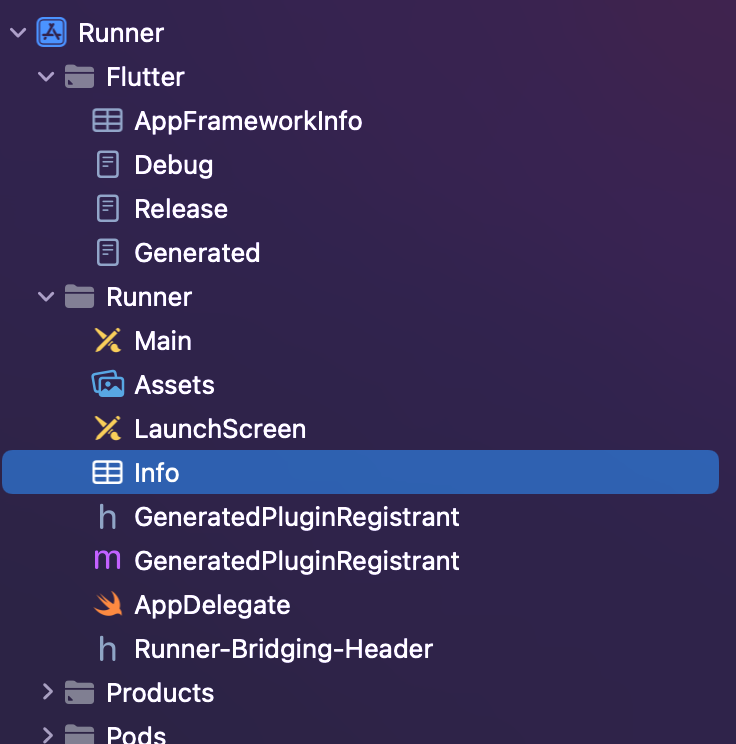 Runner
Flutter
AppFrameworkInfo
Debug
Release
Generated
Runner
Main
Assets
LaunchScreen
Info
h GeneratedPluginRegistrant
m GeneratedPluginRegistrant
AppDelegate
h Runner-Bridging-Header
Products
Pods